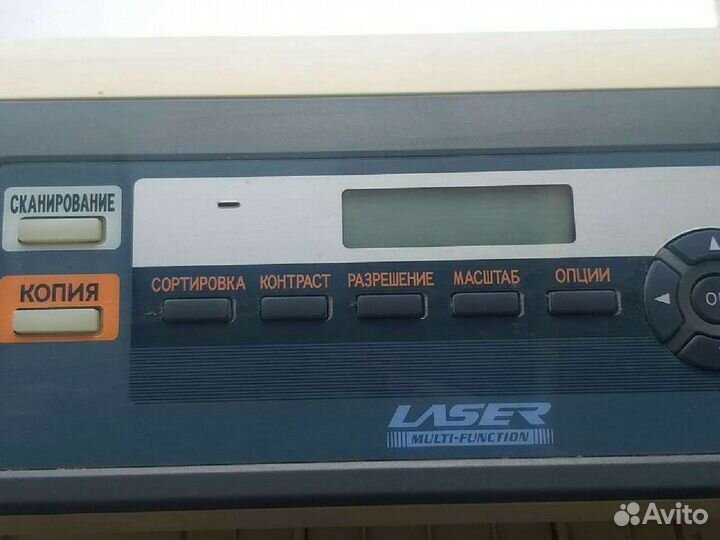 СКАНИРОВАНИЕ
КОПИЯ
СОРТИРОВКА КОНТРАСТ РАЗРЕШЕНИЕ МАСШТАБ ОПЦИИ
LASER
MULTI-FUNCTION
Avito